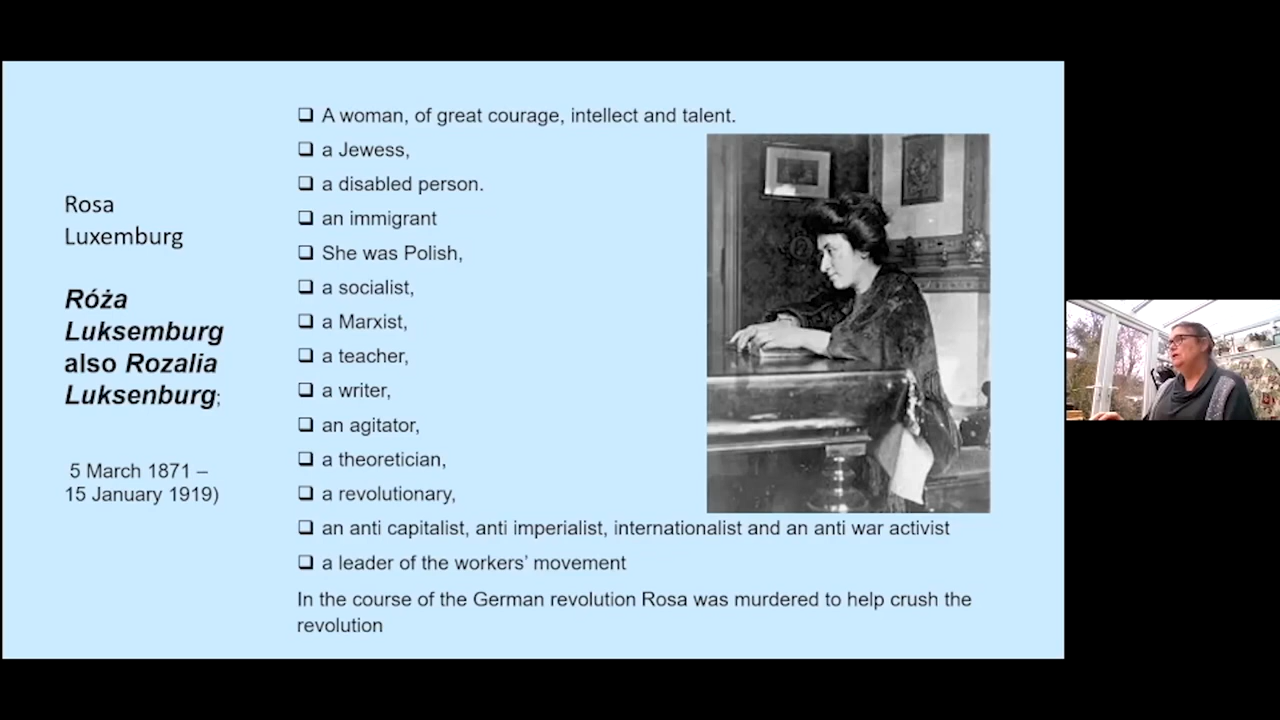 Rosa
Luxemburg
Róża
Luksemburg
also Rozalia
Luksenburg;
5 March 1871 –
15 January 1919)
A woman, of great courage, intellect and talent.
a Jewess,
a disabled person.
an immigrant
She was Polish,
a socialist,
a Marxist,
a teacher,
a writer,
an agitator,
a theoretician,
a revolutionary,
an anti capitalist, anti imperialist, internationalist and an anti war activist
a leader of the workers’ movement
In the course of the German revolution Rosa was murdered to help crush the
revolution